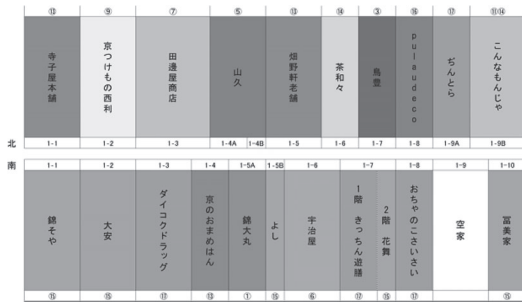 ⑬ ⑨ ⑦ ⑤ ⑬ ⑭ ③ ⑯ ⑰ ⑪⑭
寺子屋本舗
京つけもの西利
田邊屋商店
山久
畑野軒老舗
茶和々
鳥豊
pulaudeco
ぢんとら
こんなもんじゃ
北 1-1 1-2 1-3 1-4A 1-4B 1-5 1-6 1-7 1-8 1-9A 1-9B
南 1-1 1-2 1-3 1-4 1-5A 1-5B 1-6 1-7 1-8 1-9 1-10
錦そや
大安
ダイコクドラッグ
京のおまめはん
錦大丸
よし
宇治屋
1階 きっちん遊膳
2階 花舞
おちゃのこさいさい
空家
冨美家
⑮ ⑮ ⑰ ⑬ ① ⑮ ⑥ ⑰ ⑮ ⑰ ⑮